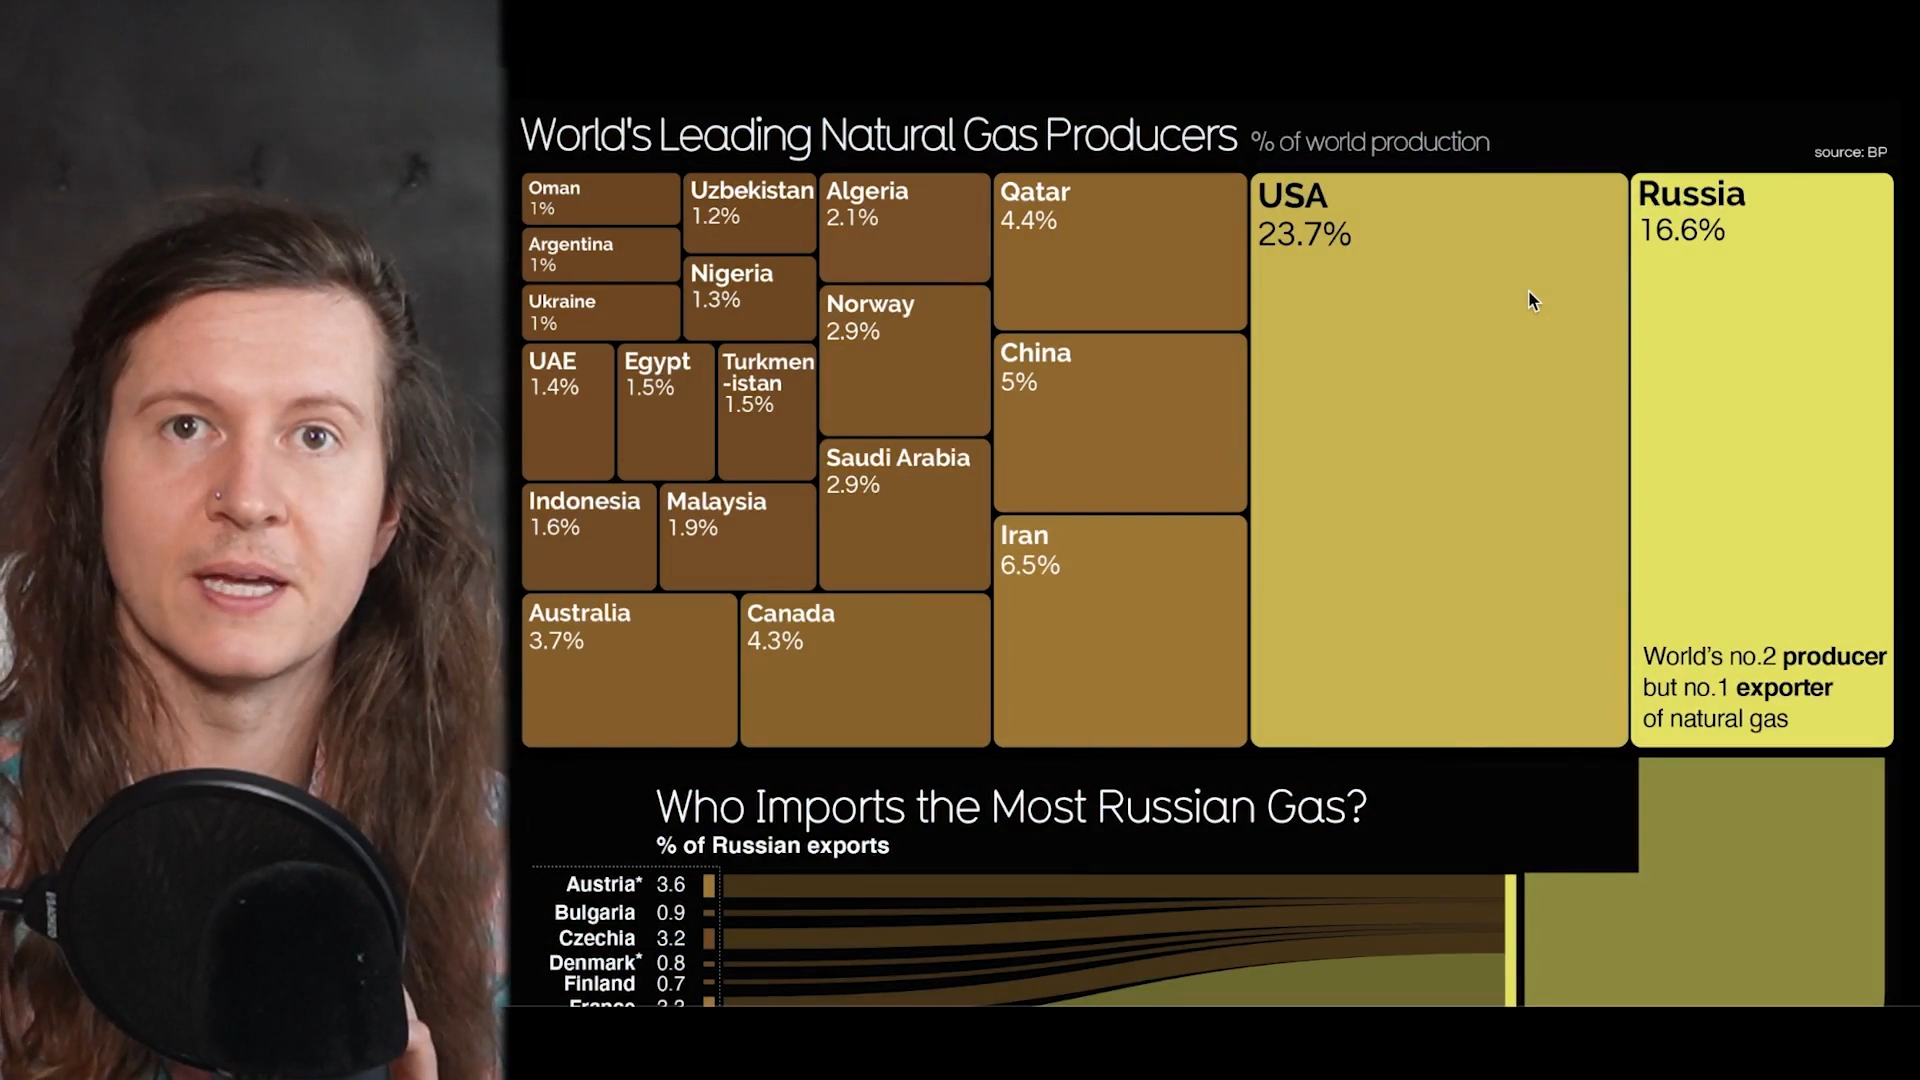 World's Leading Natural Gas Producers % of world production
source: BP
Oman
1%
Argentina
1%
Ukraine
1%
Uzbekistan
1.2%
Nigeria
1.3%
UAE
1.4%
Egypt
1.5%
Turkmen
-istan
1.5%
Indonesia
1.6%
Malaysia
1.9%
Australia
3.7%
Canada
4.3%
Algeria
2.1%
Norway
2.9%
Saudi Arabia
2.9%
Qatar
4.4%
China
5%
Iran
6.5%
USA
23.7%
Russia
16.6%
World's no.2 producer
but no.1 exporter
of natural gas
Who Imports the Most Russian Gas?
% of Russian exports
Austria* 3.6
Bulgaria 0.9
Czechia 3.2
Denmark* 0.8
Finland 0.7